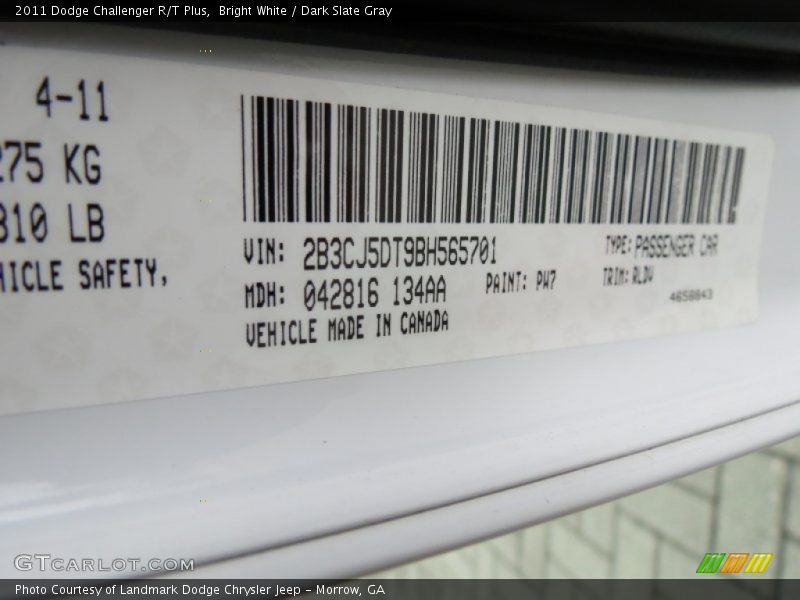 2011 Dodge Challenger R/T Plus,  Bright White / Dark Slate Gray
4-11
275 KG
810 LB
HICLE SAFETY,
VIN: 2B3CJ5DT9BH565701
TYPE: PASSENGER CAR
MDH: 042816 134AA
PAINT: PW7
TRIM: RLDV
VEHICLE MADE IN CANADA
4658843
GTCARLOT.COM
Photo Courtesy of Landmark Dodge Chrysler Jeep – Morrow, GA